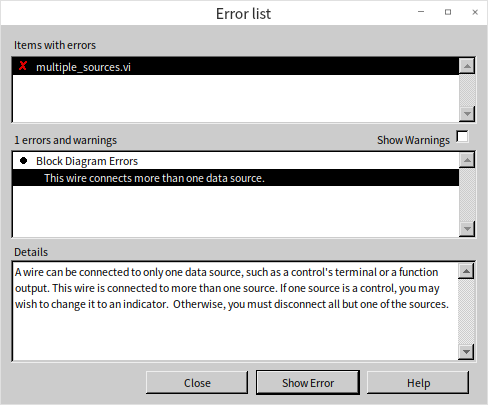 Error list
Items with errors
multiple_sources.vi
1 errors and warnings
Show Warnings
Block Diagram Errors
This wire connects more than one data source.
Details
A wire can be connected to only one data source, such as a control's terminal or a function
output. This wire is connected to more than one source. If one source is a control, you may
wish to change it to an indicator.  Otherwise, you must disconnect all but one of the sources.
Close
Show Error
Help